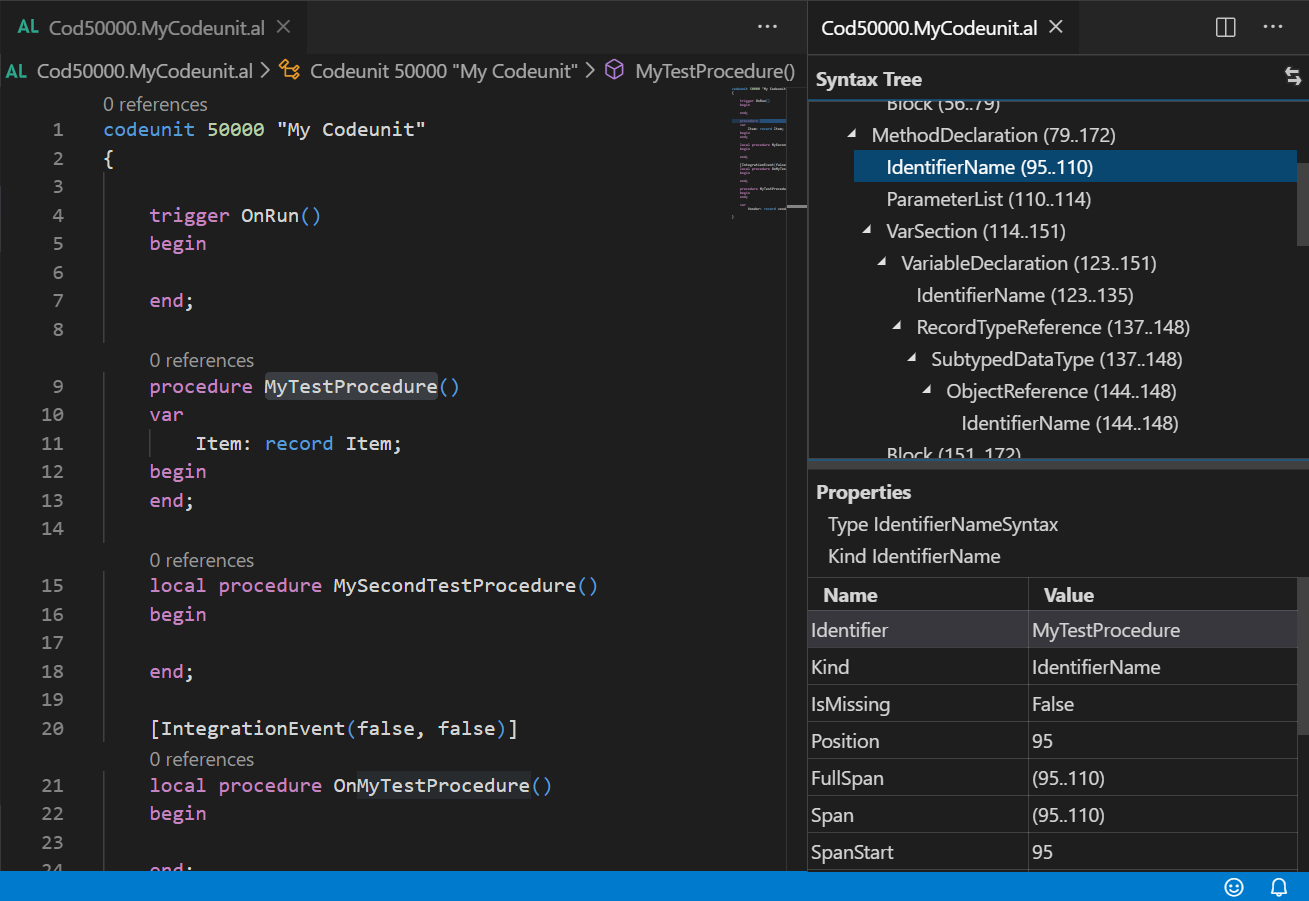 AL Cod50000.MyCodeunit.al
AL Cod50000.MyCodeunit.al > Codeunit 50000 "My Codeunit" > MyTestProcedure()
0 references
1 codeunit 50000 "My Codeunit"
2 {
3
4 trigger OnRun()
5 begin
6
7 end;
8
0 references
9 procedure MyTestProcedure()
10 var
11 Item: record Item;
12 begin
13 end;
14
0 references
15 local procedure MySecondTestProcedure()
16 begin
17
18 end;
19
20 [IntegrationEvent(false, false)]
0 references
21 local procedure OnMyTestProcedure()
22 begin
23
24 end;
Cod50000.MyCodeunit.al
Syntax Tree
Block (56..79)
MethodDeclaration (79..172)
IdentifierName (95..110)
ParameterList (110..114)
VarSection (114..151)
VariableDeclaration (123..151)
IdentifierName (123..135)
RecordTypeReference (137..148)
SubtypedDataType (137..148)
ObjectReference (144..148)
IdentifierName (144..148)
Block (151..172)
Properties
Type IdentifierNameSyntax
Kind IdentifierName
Name Value
Identifier MyTestProcedure
Kind IdentifierName
IsMissing False
Position 95
FullSpan (95..110)
Span (95..110)
SpanStart 95